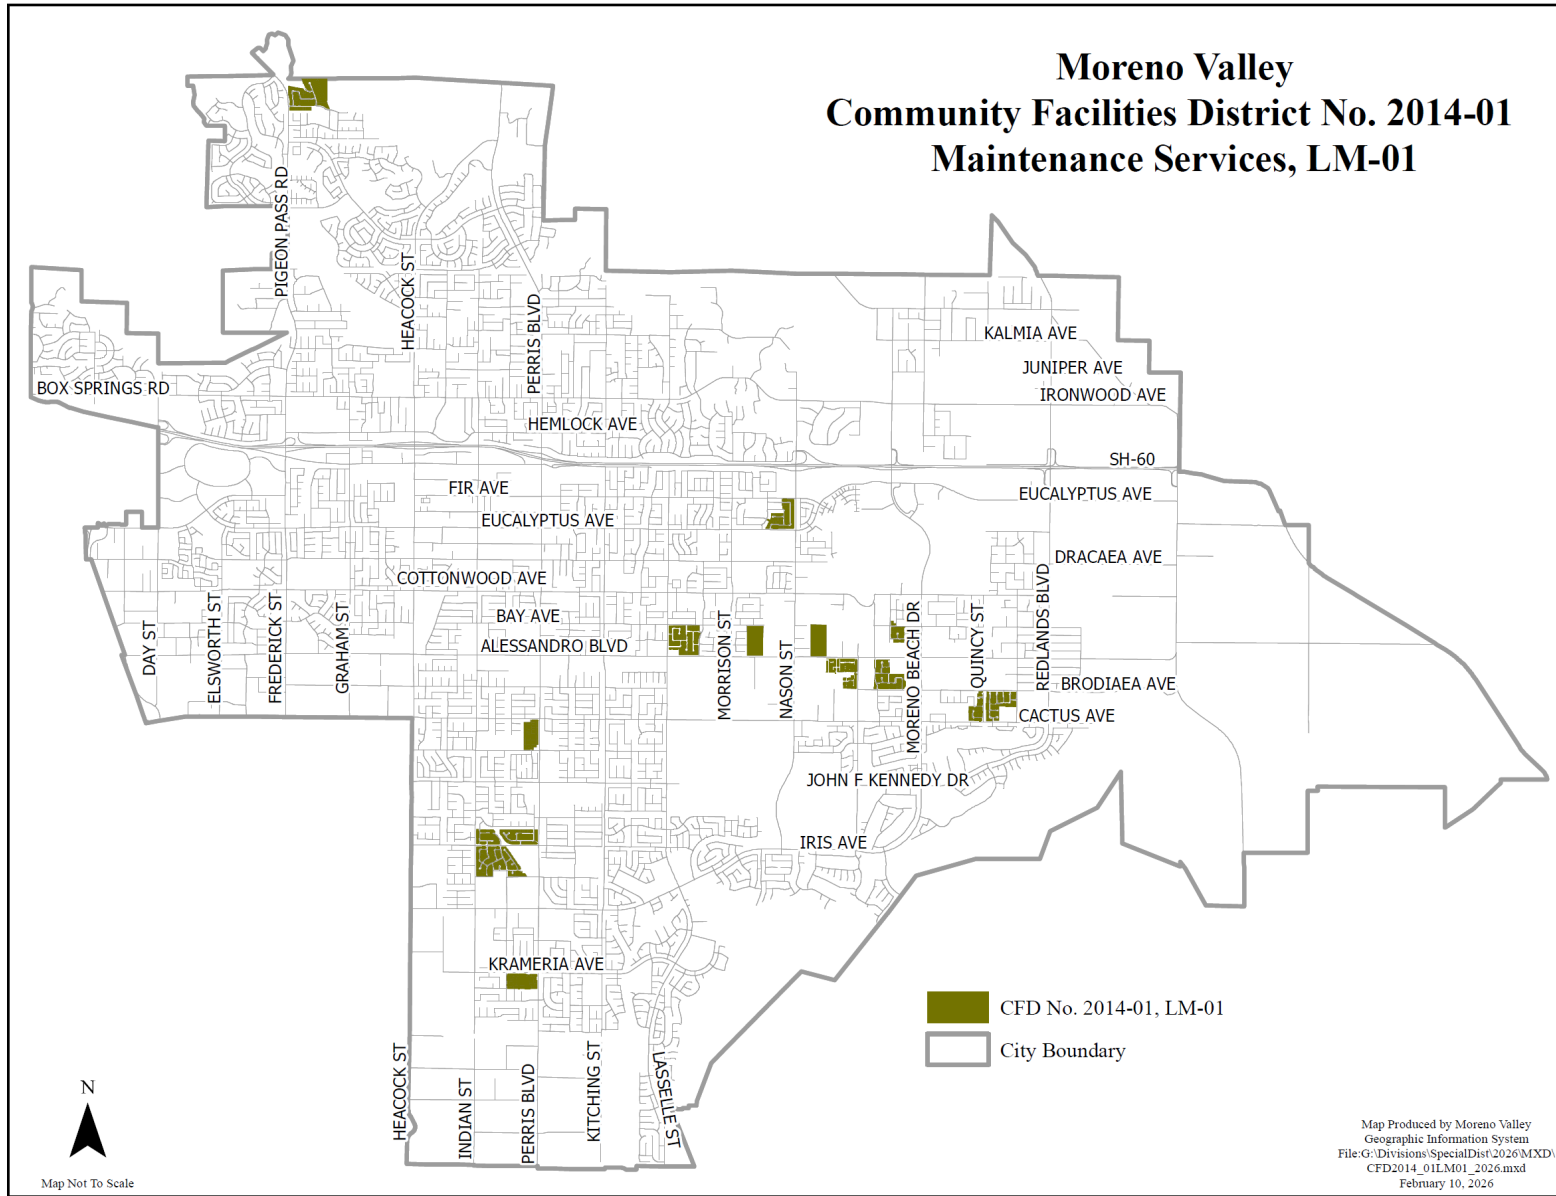 Moreno Valley
Community Facilities District No. 2014-01
Maintenance Services, LM-01
PIGEON PASS RD
HEACOCK ST
PERRIS BLVD
KALMIA AVE
JUNIPER AVE
IRONWOOD AVE
BOX SPRINGS RD
HEMLOCK AVE
SH-60
FIR AVE
EUCALYPTUS AVE
EUCALYPTUS AVE
DRACAEA AVE
COTTONWOOD AVE
BAY AVE
ALESSANDRO BLVD
DAY ST
ELSWORTH ST
FREDERICK ST
GRAHAM ST
MORRISON ST
NASON ST
MORENO BEACH DR
QUINCY ST
REDLANDS BLVD
BRODIAEA AVE
CACTUS AVE
JOHN F KENNEDY DR
IRIS AVE
KRAMERIA AVE
HEACOCK ST
INDIAN ST
PERRIS BLVD
KITCHING ST
LASSELLE ST
CFD No. 2014-01, LM-01
City Boundary
N
Map Not To Scale
Map Produced by Moreno Valley
Geographic Information System
File:G:\Divisions\SpecialDist\2026\MXD\
CFD2014_01LM01_2026.mxd
February 10, 2026